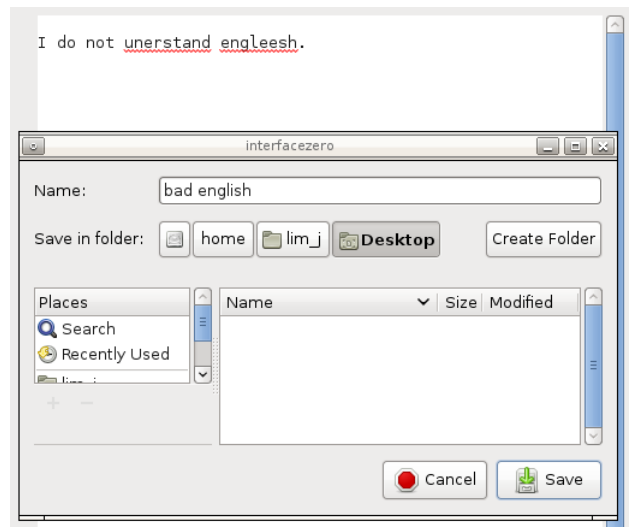 I do not unerstand engleesh.
interfacezero
Name: bad english
Save in folder: home lim_j Desktop Create Folder
Places Name Size Modified
Search
Recently Used
lim_j
Cancel Save